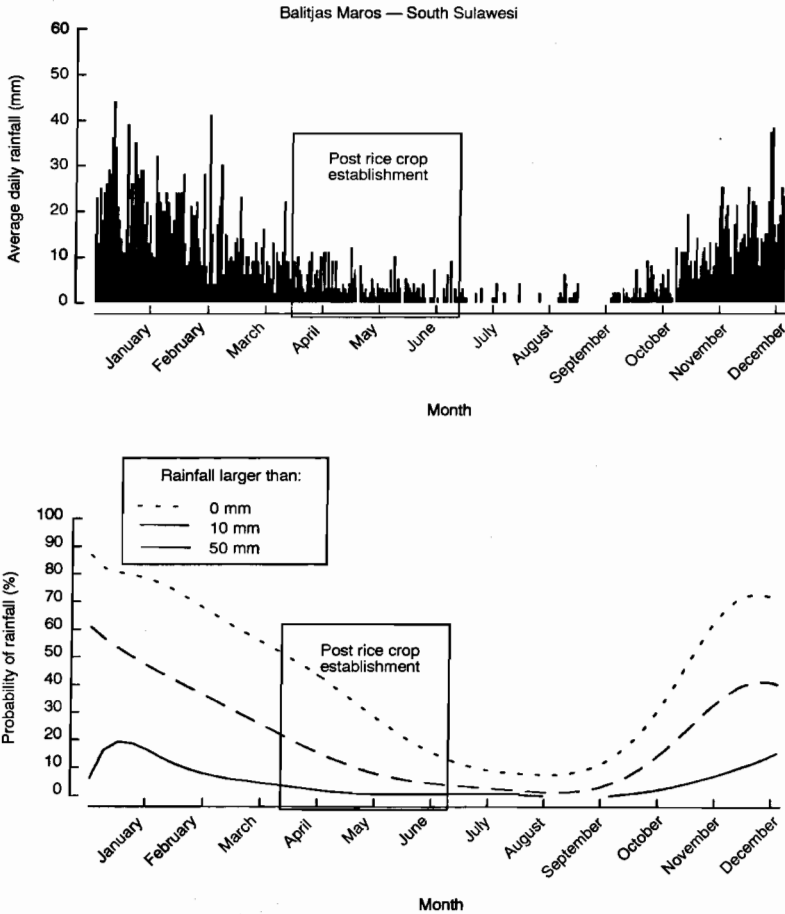 Balitjas Maros — South Sulawesi
Average daily rainfall (mm)
60
50
40
30
20
10
0
Post rice crop
establishment
January
February
March
April
May
June
July
August
September
October
November
December
Month
Rainfall larger than:
0 mm
10 mm
50 mm
Probability of rainfall (%)
100
90
80
70
60
50
40
30
20
10
0
Post rice crop
establishment
January
February
March
April
May
June
July
August
September
October
November
December
Month